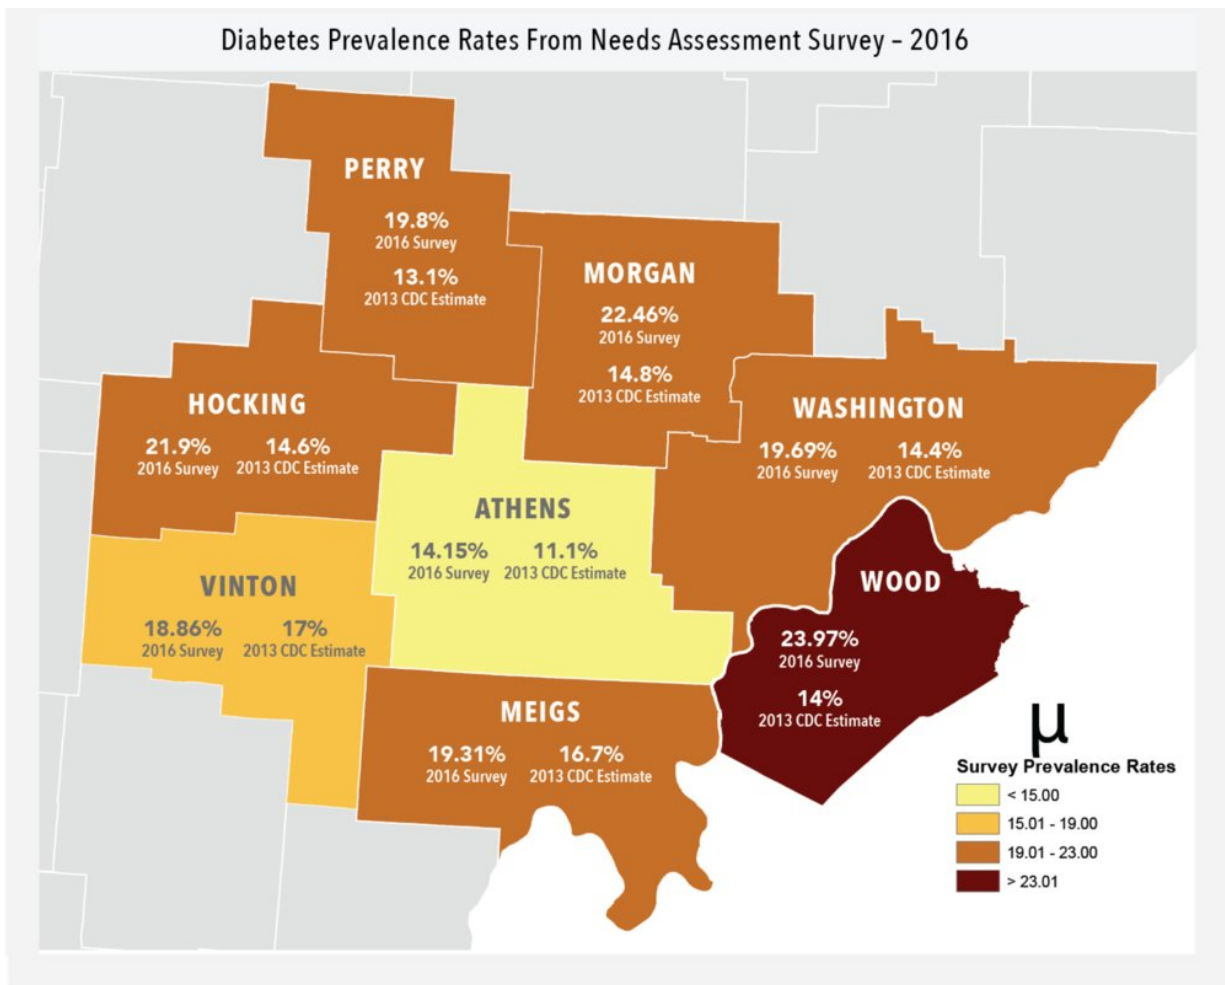 Diabetes Prevalence Rates From Needs Assessment Survey – 2016
PERRY
19.8%
2016 Survey
13.1%
2013 CDC Estimate
MORGAN
22.46%
2016 Survey
14.8%
2013 CDC Estimate
HOCKING
21.9% 14.6%
2016 Survey 2013 CDC Estimate
WASHINGTON
19.69% 14.4%
2016 Survey 2013 CDC Estimate
ATHENS
14.15% 11.1%
2016 Survey 2013 CDC Estimate
VINTON
18.86% 17%
2016 Survey 2013 CDC Estimate
WOOD
23.97%
2016 Survey
14%
2013 CDC Estimate
MEIGS
19.31% 16.7%
2016 Survey 2013 CDC Estimate
μ
Survey Prevalence Rates
< 15.00
15.01 - 19.00
19.01 - 23.00
> 23.01